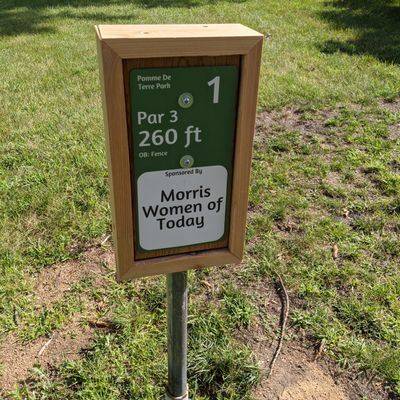 Pomme De
Terre Park
1
Par 3
260 ft
OB: Fence
Sponsored By
Morris
Women of
Today